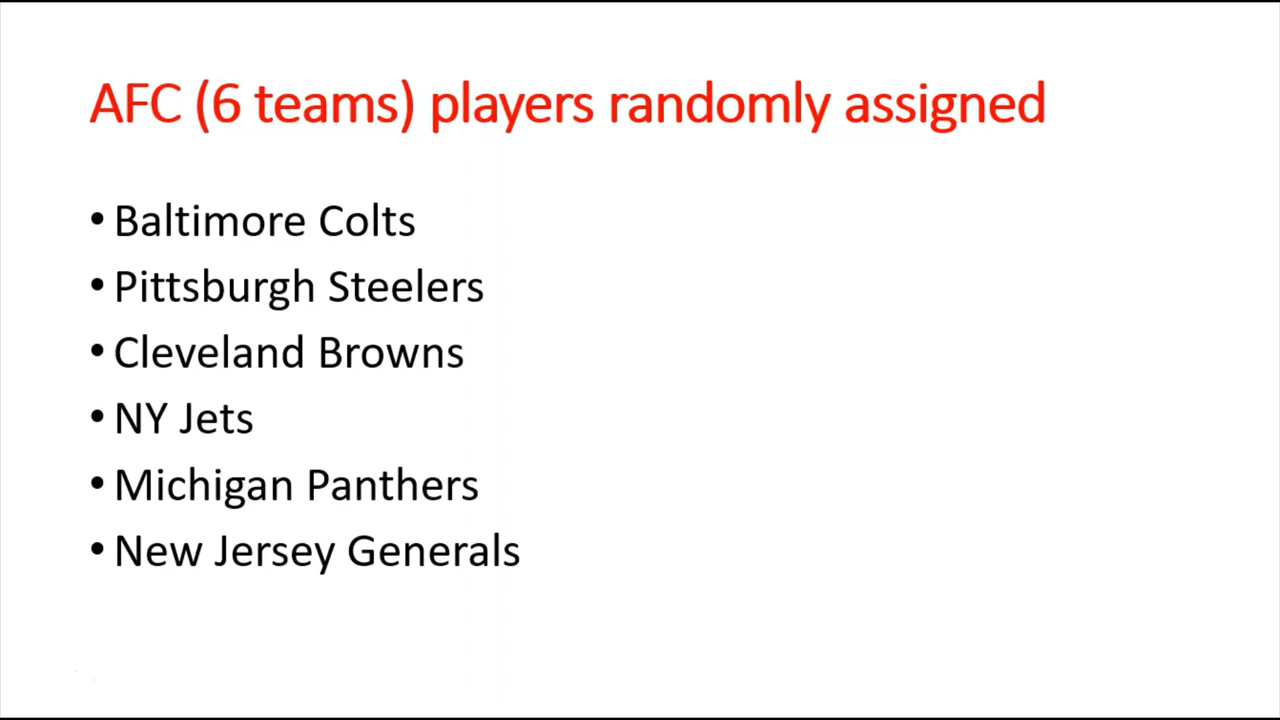 AFC (6 teams) players randomly assigned
• Baltimore Colts
• Pittsburgh Steelers
• Cleveland Browns
• NY Jets
• Michigan Panthers
• New Jersey Generals